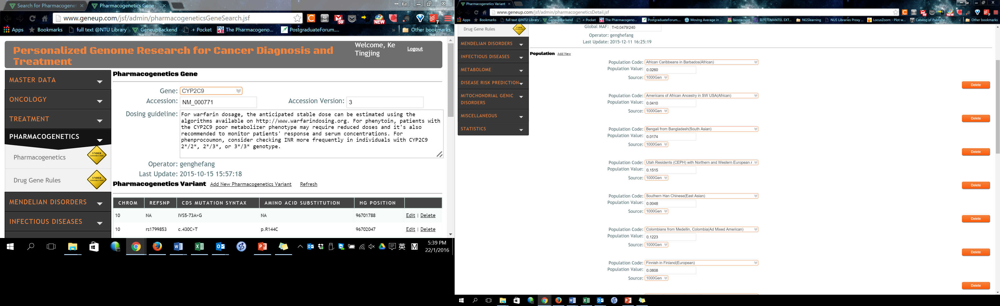 Search for Pharmacogenet
Pharmacogenetics Gene
Ke
www.geneup.com/jsf/admin/pharmacogeneticsGeneSearch.jsf
59
NEW
7
Apps
Bookmarks
full text @NTU Library
GeneupBackend
+ Pocket
The Pharmacogeno...
PostgraduateForum....
»
Other bookmarks
Personalized Genome Research for Cancer Diagnosis and
Treatment
Welcome, Ke
Tingjing
Logout
MASTER DATA
ONCOLOGY
TREATMENT
PHARMACOGENETICS
Pharmacogenetics
UNDER
CONSTRUCTION
Drug Gene Rules
UNDER
CONSTRUCTION
MENDELIAN DISORDERS
INFECTIOUS DISEASES
Pharmacogenetics Gene
Gene: CYP2C9
Accession: NM_000771
Accession Version: 3
Dosing guideline:
For warfarin dosage, the anticipated stable dose can be estimated using the
algorithms available on http://www.warfarindosing.org. For phenytoin, patients with
the CYP2C9 poor metabolizer phenotype may require reduced doses and it's also
recommended to monitor patients' response and serum concentrations. For
phenprocoumon, consider checking INR more frequently in individuals with CYP2C9
2*/2*, 2*/3*, or 3*/3* genotype.
Operator: genghefang
Last Update: 2015-10-15 15:57:18
Pharmacogenetics Variant Add New Pharmacogenetics Variant Refresh
CHROM REFSNP CDS MUTATION SYNTAX AMINO ACID SUBSTITUTION HG POSITION
10 NA IVS5-73A>G NA 96701788 Edit | Delete
10 rs1799853 c.430C>T p.R144C 96702047 Edit | Delete
英
M
5:39 PM
22/1/2016
Pharmacogenetics Variant
www.geneup.com/jsf/admin/pharmacogeneticsDetail.jsf
59
NEW
7
Apps
Bookmarks
full text @NTU Library
GeneupBackend
+ Pocket
The Pharmacogeno...
PostgraduateForum....
Moving Average in ...
biostarpost
如何用MANTEL EXT...
NGSlearning
NUS Libraries Proxy ...
LocusZoom - Plot w...
Catalog of Publishe...
Other bookmarks
Drug Gene Rules
MENDELIAN DISORDERS
INFECTIOUS DISEASES
METABOLOME
DISEASE RISK PREDICTION
MITOCHONDRIAL GENIC
DISORDERS
MISCELLANEOUS
STATISTICS
Global MAF: T=0.0479/240
Operator: genghefang
Last Update: 2015-12-11 16:25:19
Population Add New
Population Code: African Caribbeans in Barbados(African)
Population Value: 0.0260
Source: 1000Gen
Delete
Population Code: Americans of African Ancestry in SW USA(African)
Population Value: 0.0410
Source: 1000Gen
Delete
Population Code: Bengali from Bangladesh(South Asian)
Population Value: 0.0174
Source: 1000Gen
Delete
Population Code: Utah Residents (CEPH) with Northern and Western European
Population Value: 0.1515
Source: 1000Gen
Delete
Population Code: Southern Han Chinese(East Asian)
Population Value: 0.0048
Source: 1000Gen
Delete
Population Code: Colombians from Medellin, Colombia(Ad Mixed American)
Population Value: 0.1223
Source: 1000Gen
Delete
Population Code: Finnish in Finland(European)
Population Value: 0.0808
Source: 1000Gen
Delete